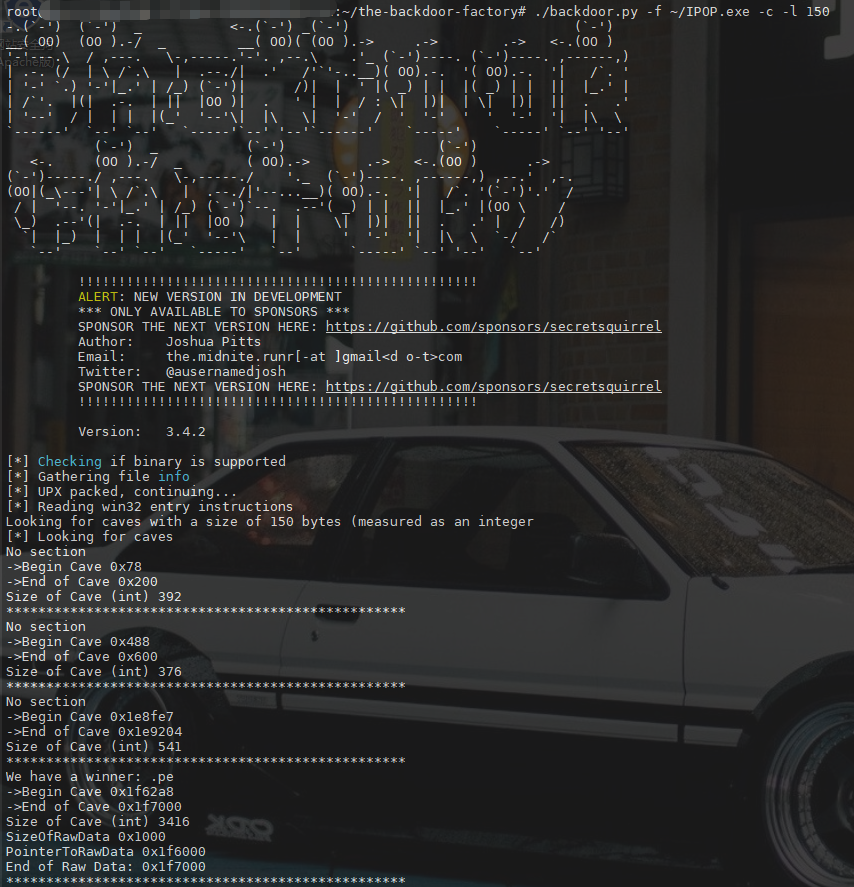 root :~/the-backdoor-factory# ./backdoor.py -f ~/IPOP.exe -c -l 150
!!!!!!!!!!!!!!!!!!!!!!!!!!!!!!!!!!!!!!!!!!!!!!!!!!
ALERT: NEW VERSION IN DEVELOPMENT
*** ONLY AVAILABLE TO SPONSORS ***
SPONSOR THE NEXT VERSION HERE: https://github.com/sponsors/secretsquirrel
Author: Joshua Pitts
Email: the.midnite.runr[-at ]gmail<d o-t>com
Twitter: @ausernamedjosh
SPONSOR THE NEXT VERSION HERE: https://github.com/sponsors/secretsquirrel
!!!!!!!!!!!!!!!!!!!!!!!!!!!!!!!!!!!!!!!!!!!!!!!!!!
Version: 3.4.2
[*] Checking if binary is supported
[*] Gathering file info
[*] UPX packed, continuing...
[*] Reading win32 entry instructions
Looking for caves with a size of 150 bytes (measured as an integer
[*] Looking for caves
No section
->Begin Cave 0x78
->End of Cave 0x200
Size of Cave (int) 392
**************************************************
No section
->Begin Cave 0x488
->End of Cave 0x600
Size of Cave (int) 376
**************************************************
No section
->Begin Cave 0x1e8fe7
->End of Cave 0x1e9204
Size of Cave (int) 541
**************************************************
We have a winner: .pe
->Begin Cave 0x1f62a8
->End of Cave 0x1f7000
Size of Cave (int) 3416
SizeOfRawData 0x1000
PointerToRawData 0x1f6000
End of Raw Data: 0x1f7000
**************************************************